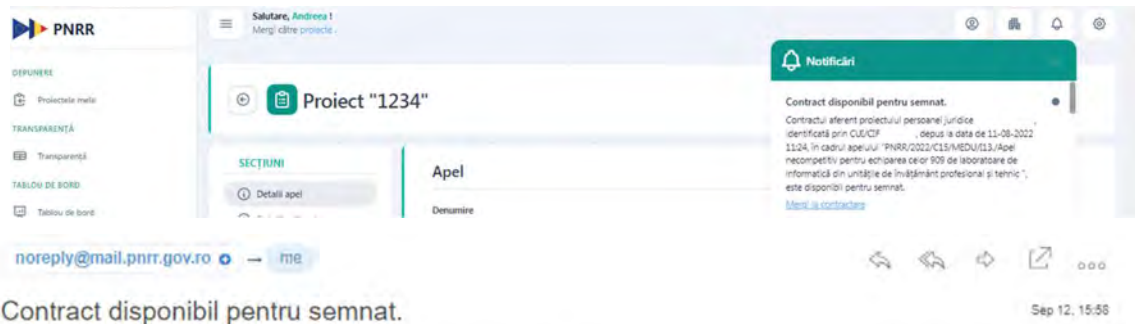 PNRR
Salutare, Andreea !
Mergi către proiecte .
DEPUNERE
Proiectele mele
TRANSPARENȚĂ
Transparență
TABLOU DE BORD
Tablou de bord
Proiect "1234"
SECȚIUNI
Detalii apel
Apel
Denumire
Notificări
Contract disponibil pentru semnat.
Contractul aferent proiectului persoanei juridice ,
identificată prin CUI/CIF , depus la data de 11-08-2022
11:24, în cadrul apelului "PNRR/2022/C15/MEDU/I13./Apel
necompetitiv pentru echiparea celor 909 de laboratoare de
informatică din unitățile de învățământ profesional și tehnic ",
este disponibil pentru semnat.
Mergi la contractare
noreply@mail.pnrr.gov.ro → me
Contract disponibil pentru semnat.
Sep 12, 15:58